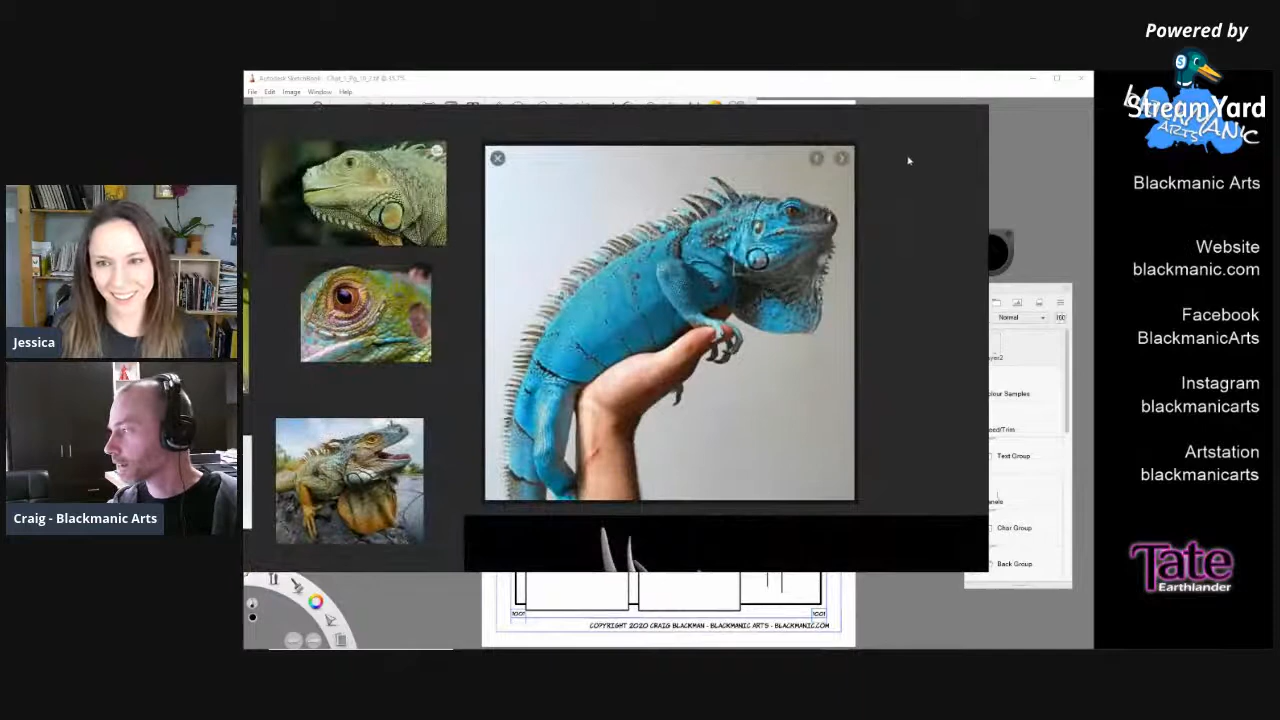 Powered by
StreamYard
Blackmanic Arts
Website
blackmanic.com
Facebook
BlackmanicArts
Instagram
blackmanicarts
Artstation
blackmanicarts
Tate
Earthlander
Jessica
Craig - Blackmanic Arts
File Edit Image Window Help
Normal
Text Group
Char Group
Back Group
COPYRIGHT 2020 CRAIG BLACKMAN - BLACKMANIC ARTS - BLACKMANIC.COM